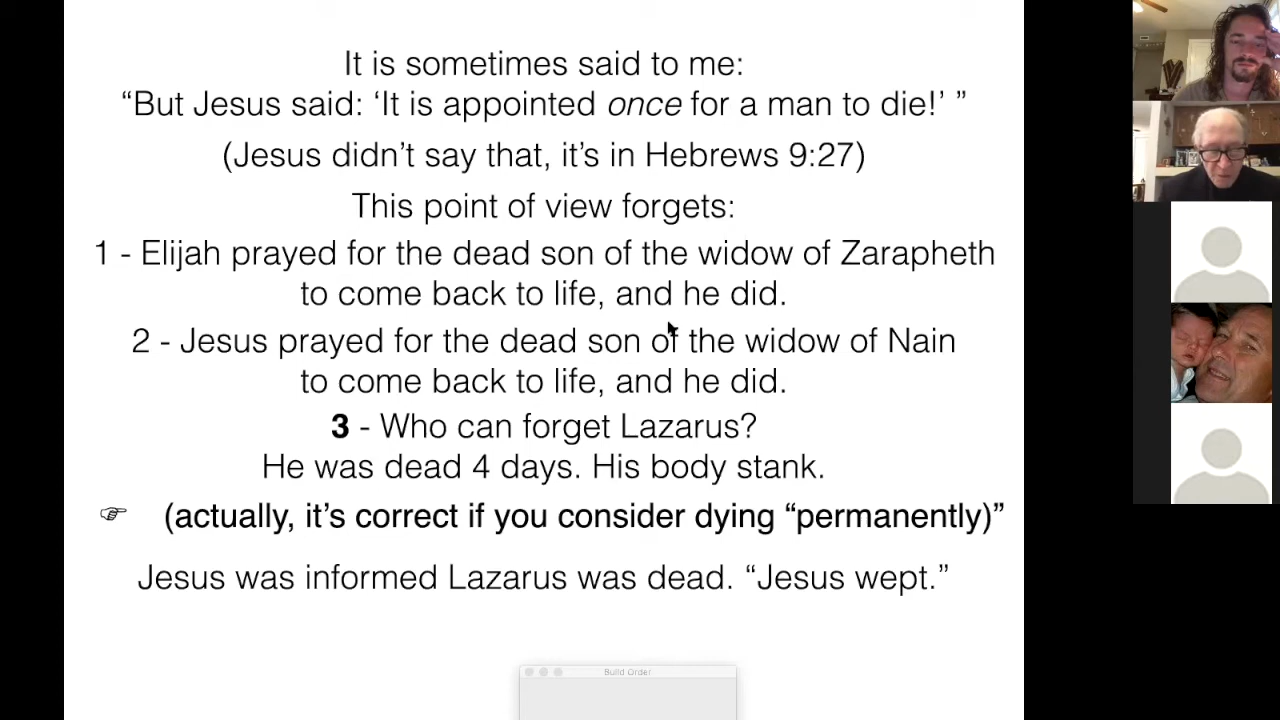 It is sometimes said to me:
“But Jesus said: ‘It is appointed once for a man to die!’ ”
(Jesus didn’t say that, it’s in Hebrews 9:27)
This point of view forgets:
1 - Elijah prayed for the dead son of the widow of Zarapheth
to come back to life, and he did.
2 - Jesus prayed for the dead son of the widow of Nain
to come back to life, and he did.
3 - Who can forget Lazarus?
He was dead 4 days. His body stank.
☞ (actually, it’s correct if you consider dying “permanently)”
Jesus was informed Lazarus was dead. “Jesus wept.”
Build Order